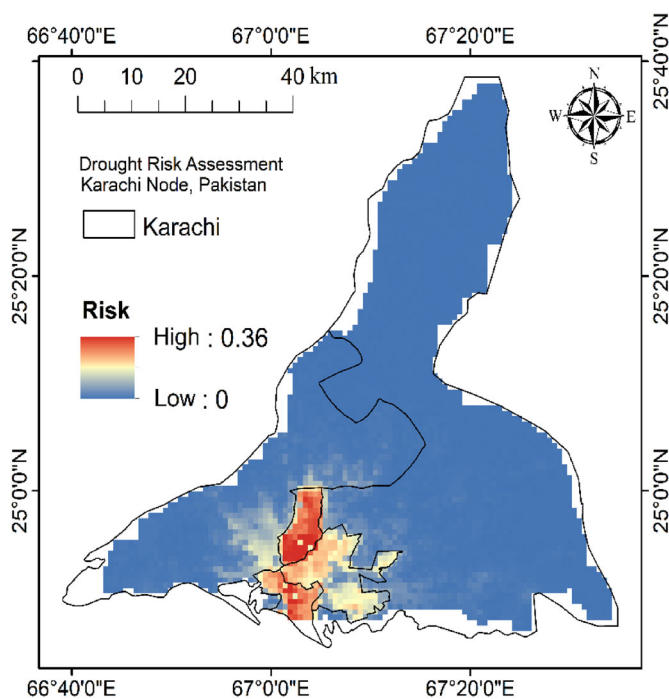 66°40'0"E 67°0'0"E 67°20'0"E
0 10 20 40 km
N
W E
S
Drought Risk Assessment
Karachi Node, Pakistan
Karachi
Risk
High : 0.36
Low : 0
25°40'0"N
25°20'0"N
25°20'0"N
25°0'0"N
25°0'0"N
66°40'0"E 67°0'0"E 67°20'0"E